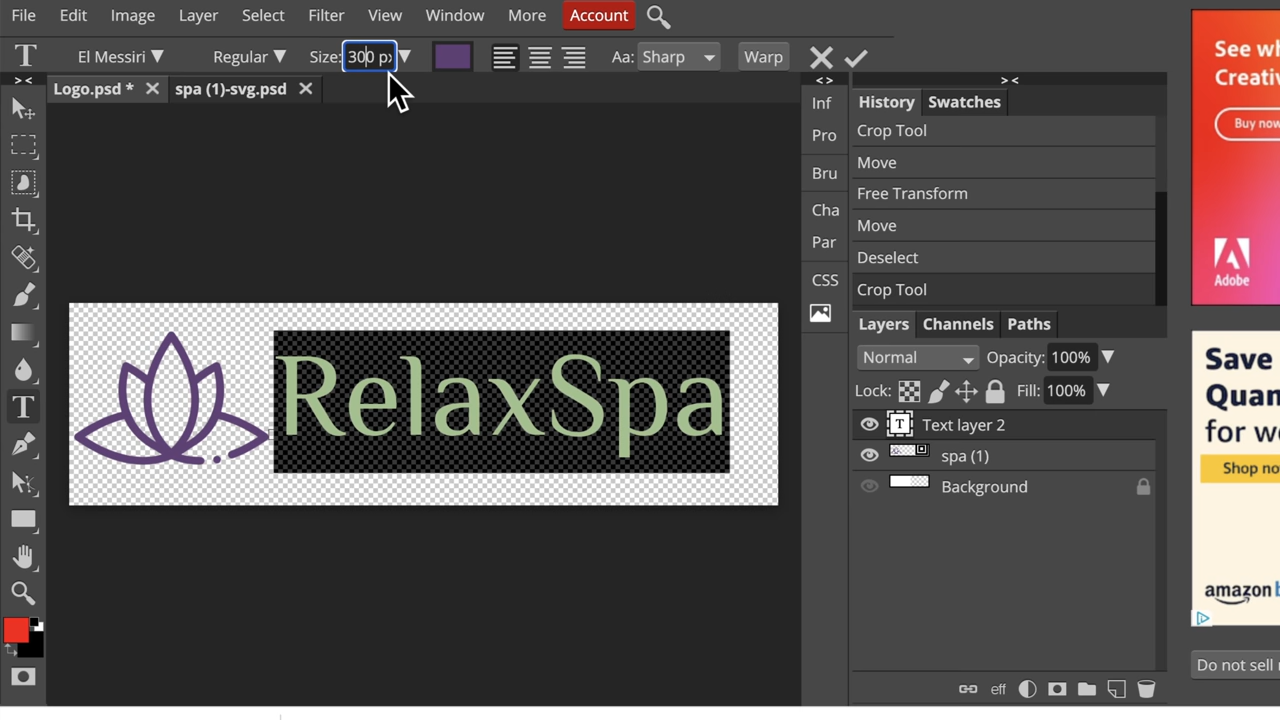 File Edit Image Layer Select Filter View Window More Account
El Messiri Regular Size: 300 px Aa: Sharp Warp
Logo.psd * spa (1)-svg.psd
Inf
Pro
Bru
Cha
Par
CSS
History Swatches
Crop Tool
Move
Free Transform
Move
Deselect
Crop Tool
Layers Channels Paths
Normal Opacity: 100%
Lock: Fill: 100%
T Text layer 2
spa (1)
Background
eff
RelaxSpa
See wh
Creativ
Buy now
Adobe
Save
Quan
for wo
Shop no
amazon b
Do not sell